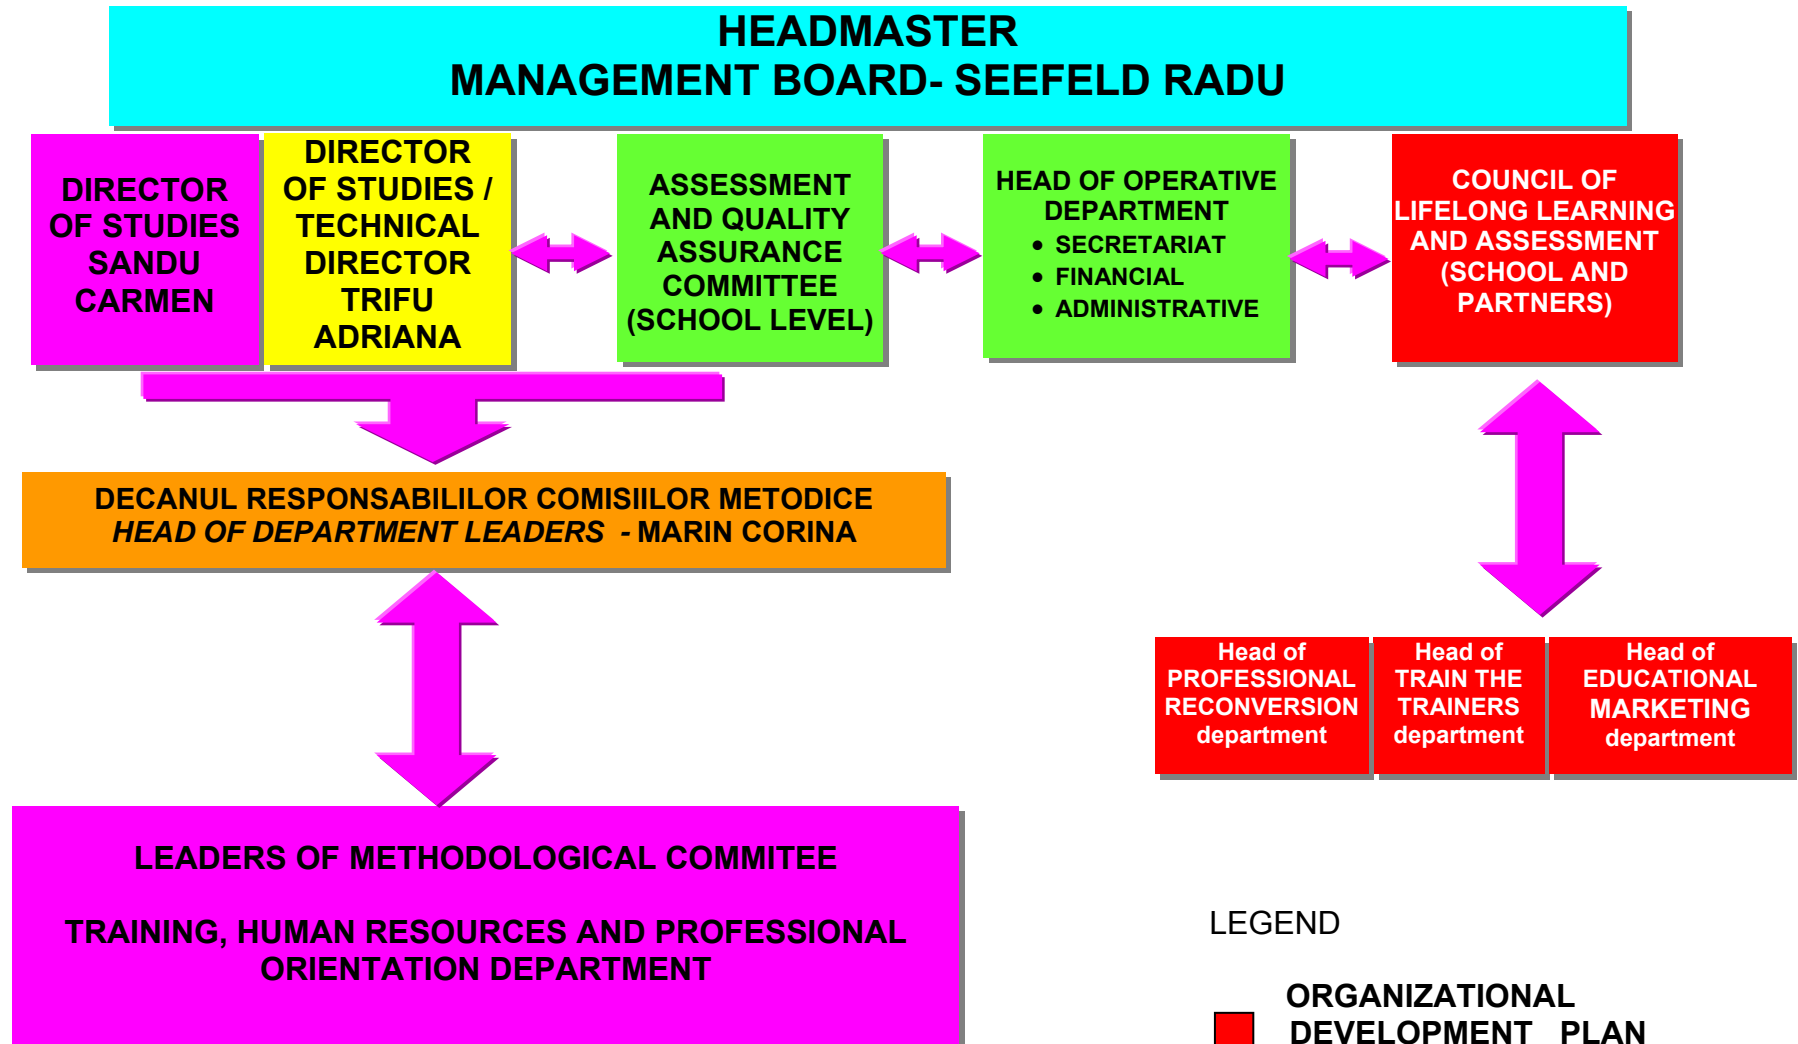 HEADMASTER
MANAGEMENT BOARD- SEEFELD RADU
DIRECTOR
OF STUDIES
SANDU
CARMEN
DIRECTOR
OF STUDIES /
TECHNICAL
DIRECTOR
TRIFU
ADRIANA
ASSESSMENT
AND QUALITY
ASSURANCE
COMMITTEE
(SCHOOL LEVEL)
HEAD OF OPERATIVE
DEPARTMENT
• SECRETARIAT
• FINANCIAL
• ADMINISTRATIVE
COUNCIL OF
LIFELONG LEARNING
AND ASSESSMENT
(SCHOOL AND
PARTNERS)
DECANUL RESPONSABILILOR COMISIILOR METODICE
HEAD OF DEPARTMENT LEADERS - MARIN CORINA
Head of
PROFESSIONAL
RECONVERSION
department
Head of
TRAIN THE
TRAINERS
department
Head of
EDUCATIONAL
MARKETING
department
LEADERS OF METHODOLOGICAL COMMITEE
TRAINING, HUMAN RESOURCES AND PROFESSIONAL
ORIENTATION DEPARTMENT
LEGEND
ORGANIZATIONAL
DEVELOPMENT PLAN